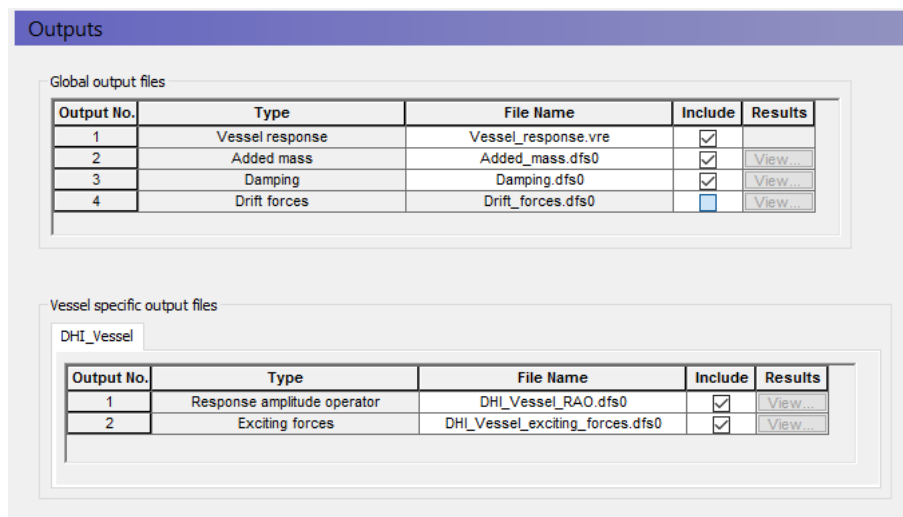 Outputs
Global output files
Output No. Type File Name Include Results
1 Vessel response Vessel_response.vre
2 Added mass Added_mass.dfs0 View...
3 Damping Damping.dfs0 View...
4 Drift forces Drift_forces.dfs0 View...
Vessel specific output files
DHI_Vessel
Output No. Type File Name Include Results
1 Response amplitude operator DHI_Vessel_RAO.dfs0 View...
2 Exciting forces DHI_Vessel_exciting_forces.dfs0 View...